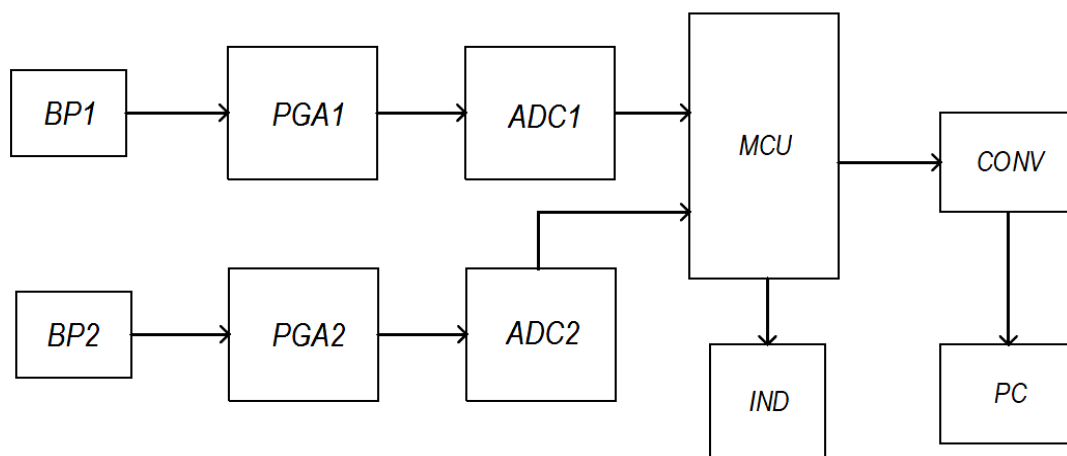 BP1
PGA1
ADC1
MCU
CONV
BP2
PGA2
ADC2
IND
PC